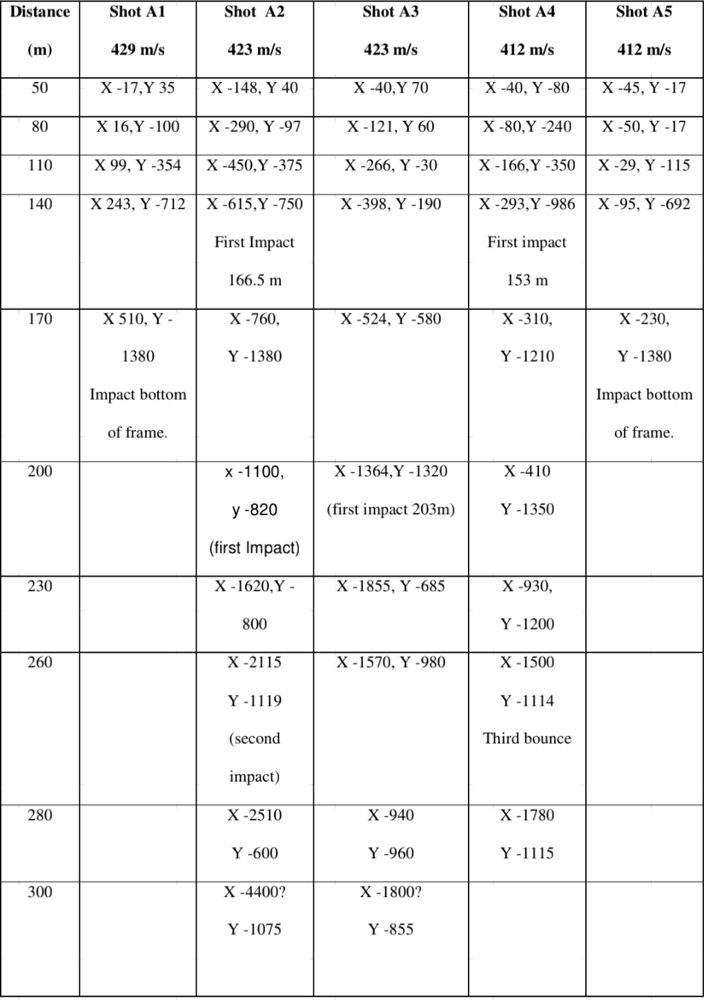 Distance Shot A1 Shot A2 Shot A3 Shot A4 Shot A5
(m) 429 m/s 423 m/s 423 m/s 412 m/s 412 m/s
50 X -17,Y 35 X -148, Y 40 X -40,Y 70 X -40, Y -80 X -45, Y -17
80 X 16,Y -100 X -290, Y -97 X -121, Y 60 X -80,Y -240 X -50, Y -17
110 X 99, Y -354 X -450,Y -375 X -266, Y -30 X -166,Y -350 X -29, Y -115
140 X 243, Y -712 X -615,Y -750 X -398, Y -190 X -293,Y -986 X -95, Y -692
First Impact First impact
166.5 m 153 m
170 X 510, Y - X -760, X -524, Y -580 X -310, X -230,
1380 Y -1380 Y -1210 Y -1380
Impact bottom Impact bottom
of frame. of frame.
200 x -1100, X -1364,Y -1320 X -410
y -820 (first impact 203m) Y -1350
(first Impact)
230 X -1620,Y - X -1855, Y -685 X -930,
800 Y -1200
260 X -2115 X -1570, Y -980 X -1500
Y -1119 Y -1114
(second Third bounce
impact)
280 X -2510 X -940 X -1780
Y -600 Y -960 Y -1115
300 X -4400? X -1800?
Y -1075 Y -855